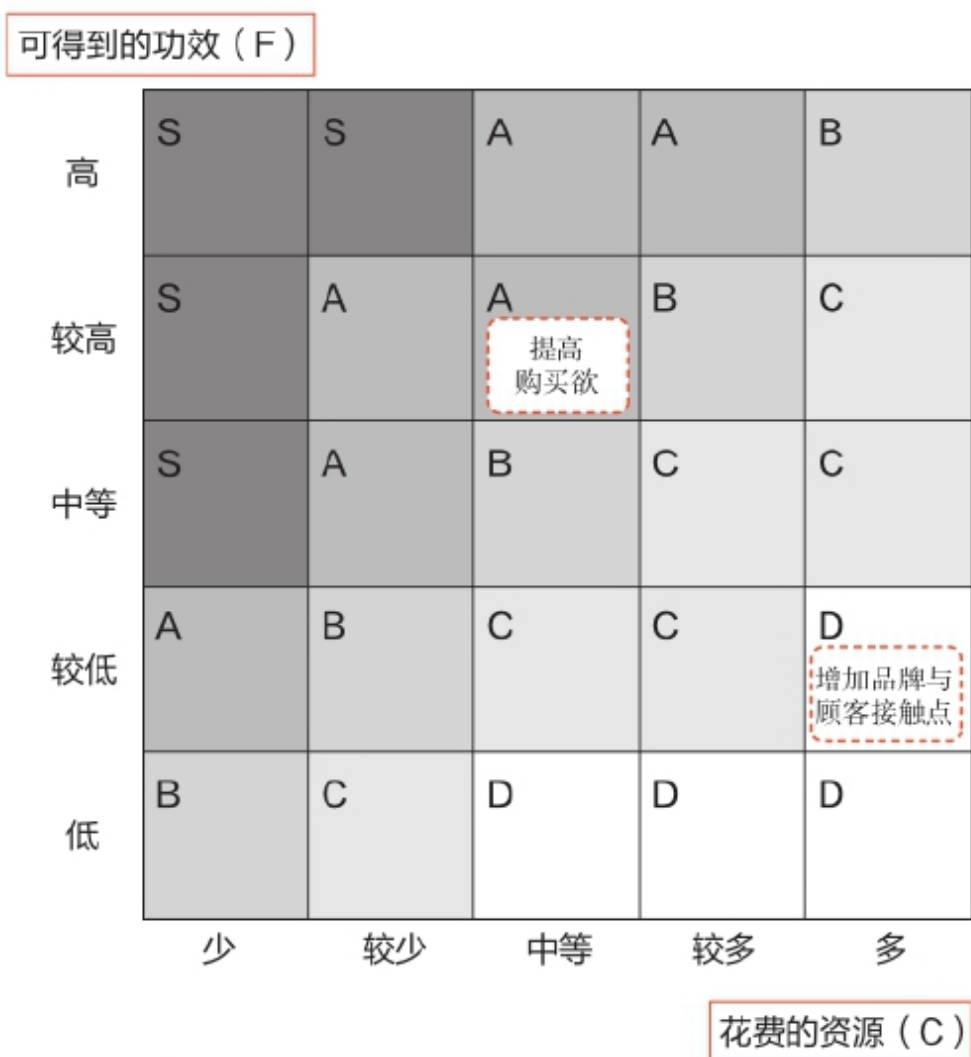 可得到的功效（F）
高
S S A A B
较高
S A A B C
提高
购买欲
中等
S A B C C
较低
A B C C D
增加品牌与
顾客接触点
低
B C D D D
少 较少 中等 较多 多
花费的资源（C）